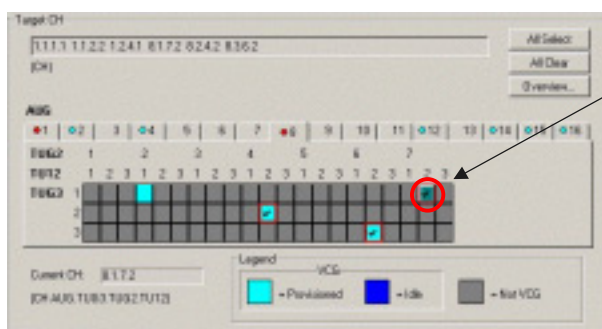 Target CH
1.1.1.1 1.1.2.2 1.2.4.1 8.1.7.2 8.2.4.2 8.3.6.2
All Select
[CH]
All Clear
Overview...
AUG
1 2 3 4 5 6 7 8 9 10 11 12 13 14 15 16
TUG2 1 2 3 4 5 6 7
TU12 1 2 3 1 2 3 1 2 3 1 2 3 1 2 3 1 2 3 1 2 3
TUG3 1
2
3
Legend
VCG
Current CH: 8.1.7.2
[CH:AUG.TUG3.TUG2.TU12]
= Provisioned
= Idle
= Not VCG